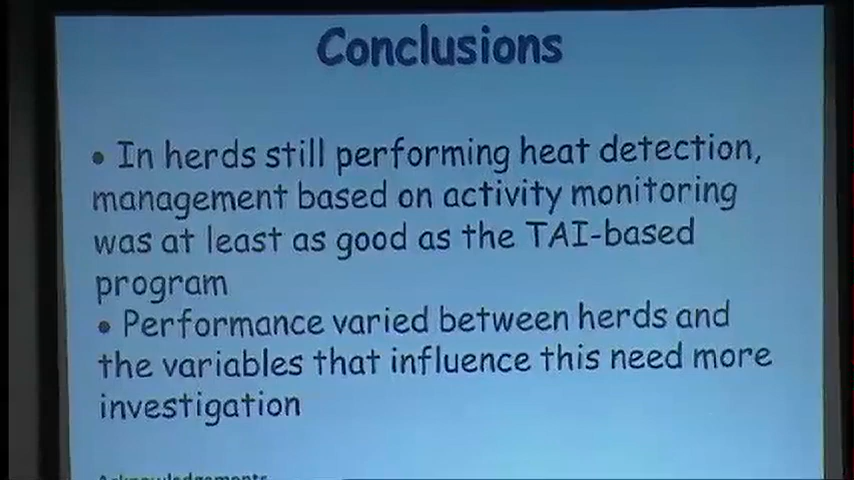 Conclusions
• In herds still performing heat detection,
management based on activity monitoring
was at least as good as the TAI-based
program
• Performance varied between herds and
the variables that influence this need more
investigation
Acknowledgements